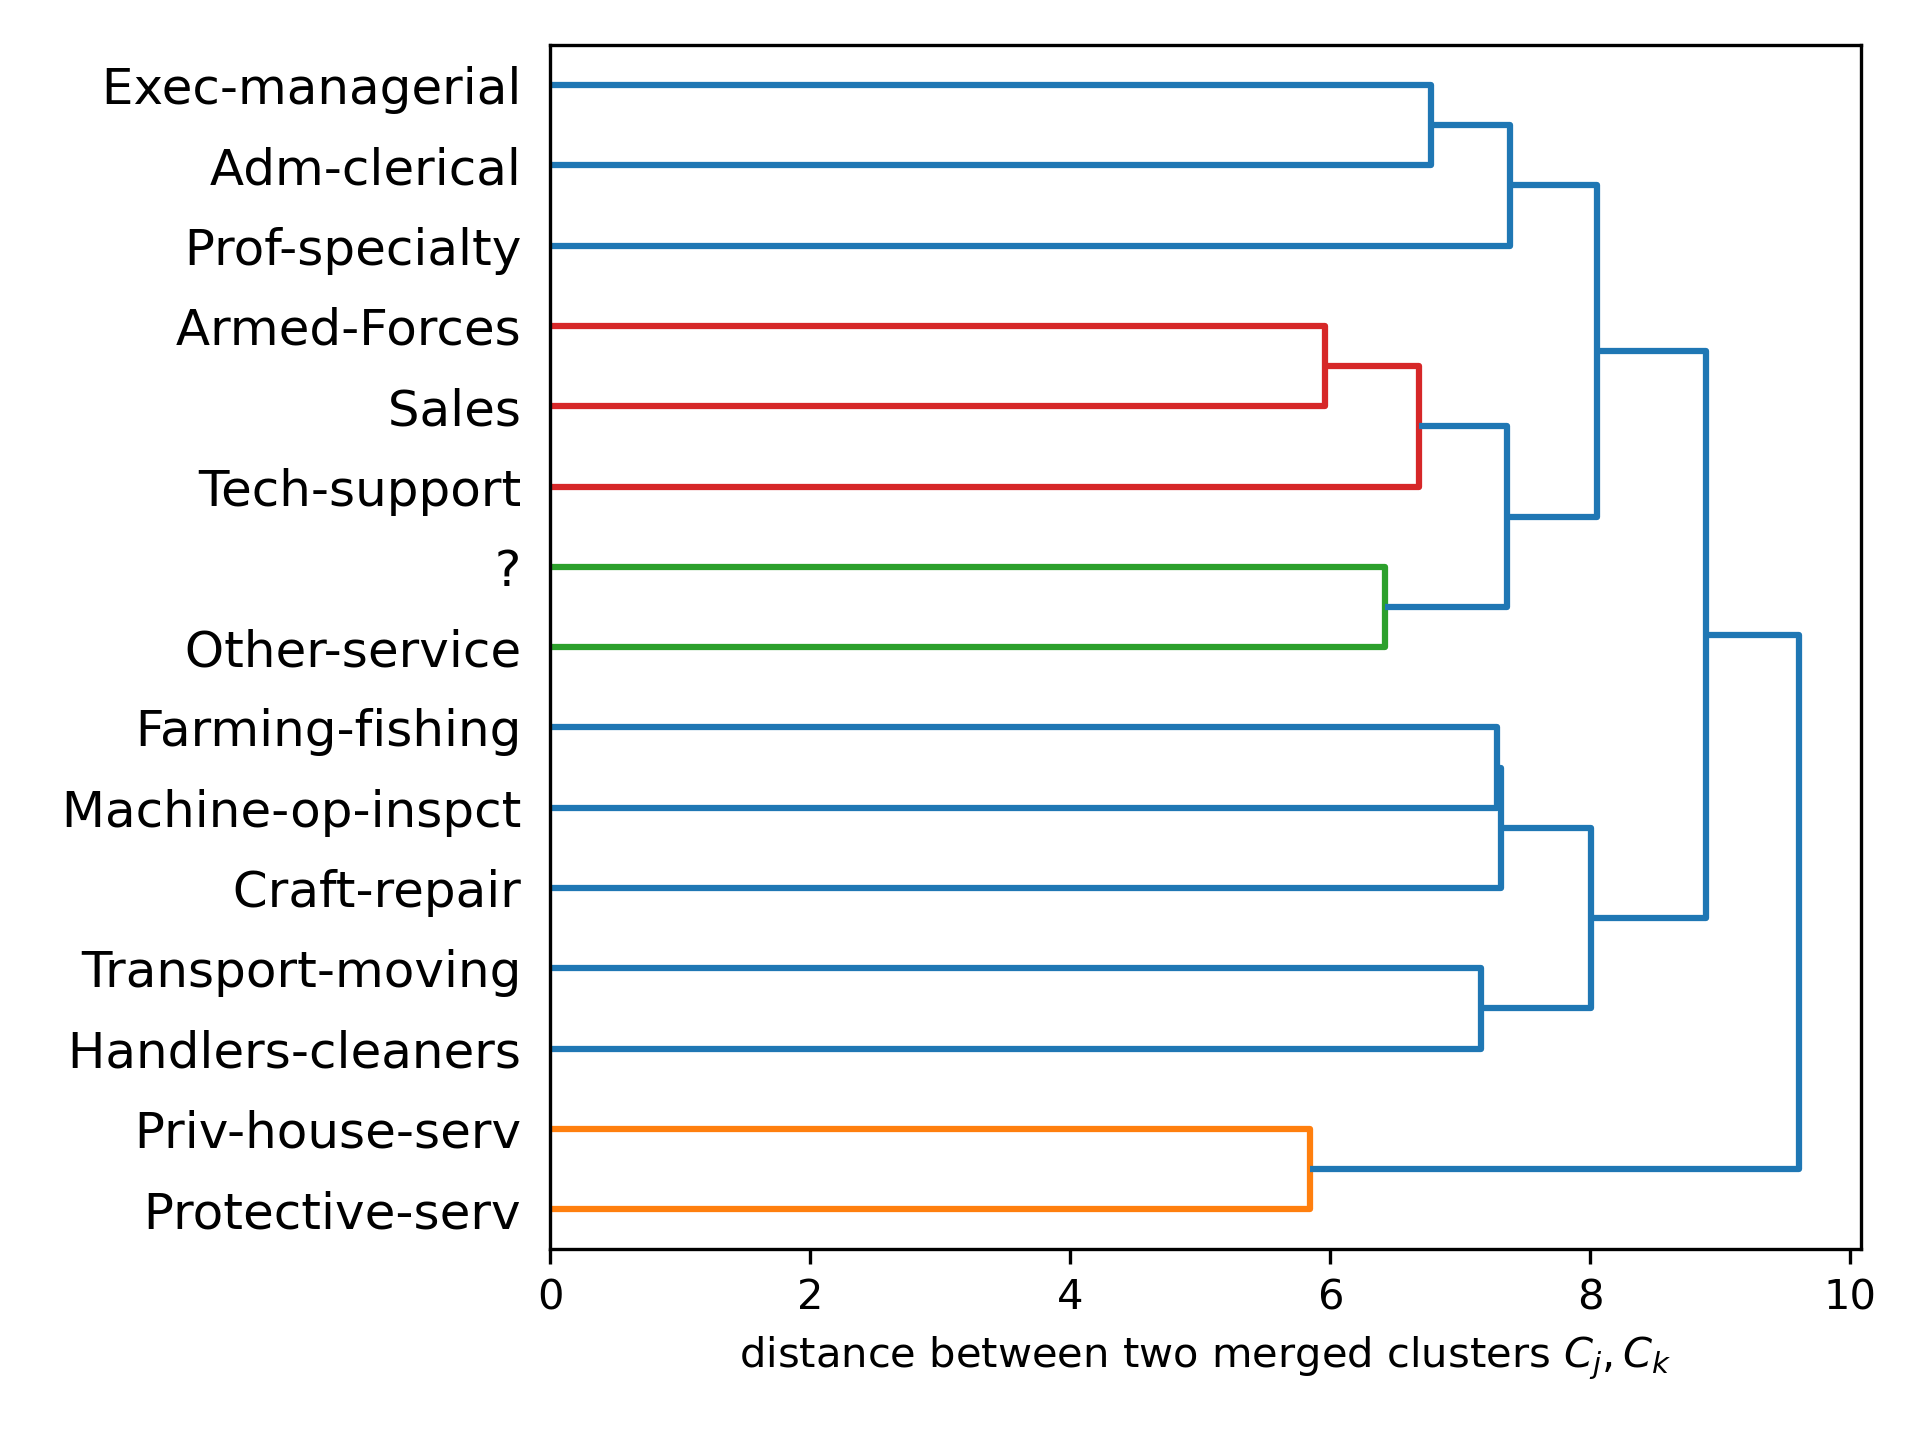 Exec-managerial
Adm-clerical
Prof-specialty
Armed-Forces
Sales
Tech-support
?
Other-service
Farming-fishing
Machine-op-inspct
Craft-repair
Transport-moving
Handlers-cleaners
Priv-house-serv
Protective-serv
0 2 4 6 8 10
distance between two merged clusters C_j, C_k